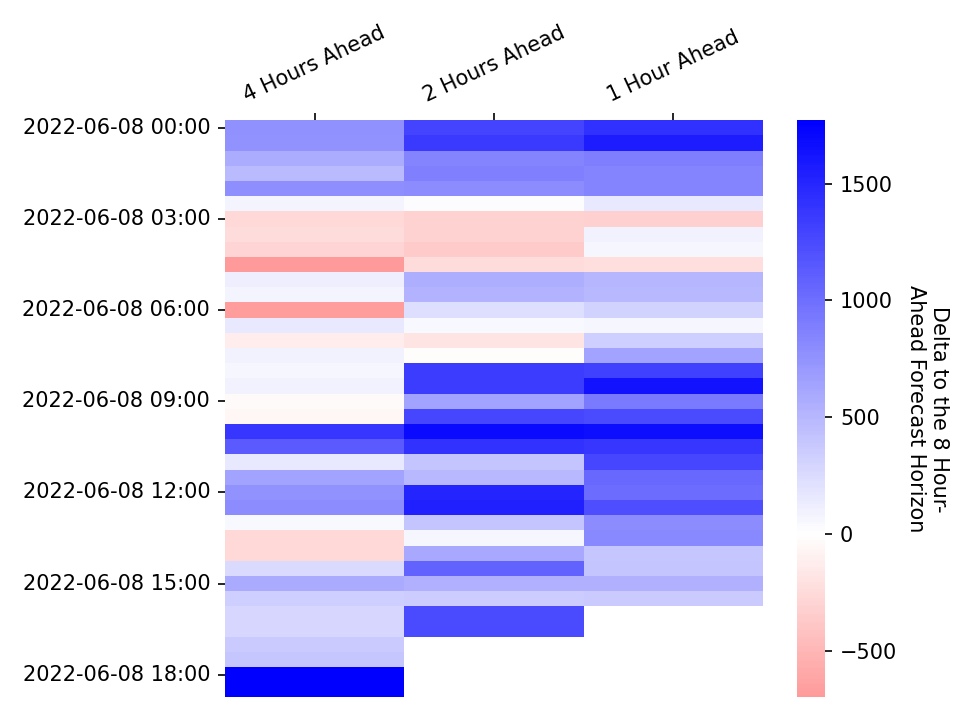 4 Hours Ahead
2 Hours Ahead
1 Hour Ahead
2022-06-08 00:00
2022-06-08 03:00
2022-06-08 06:00
2022-06-08 09:00
2022-06-08 12:00
2022-06-08 15:00
2022-06-08 18:00
1500
1000
500
0
−500
Delta to the 8 Hour-
Ahead Forecast Horizon